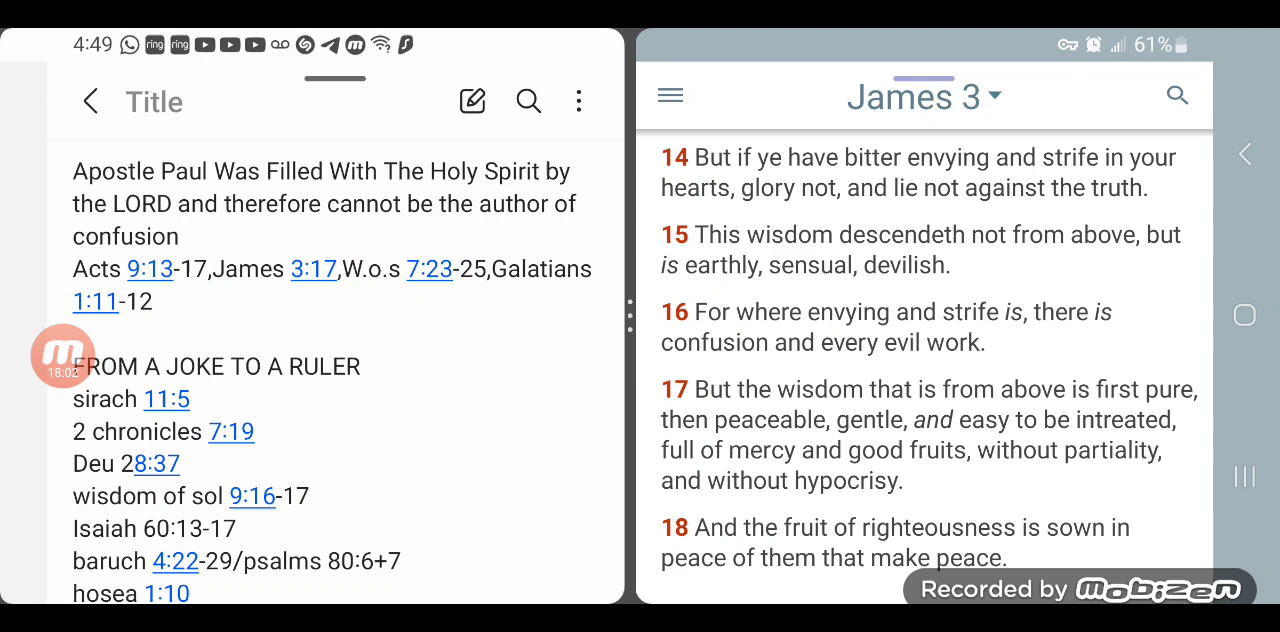 4:49 ring ring
Title
Apostle Paul Was Filled With The Holy Spirit by
the LORD and therefore cannot be the author of
confusion
Acts 9:13-17,James 3:17,W.o.s 7:23-25,Galatians
1:11-12
FROM A JOKE TO A RULER
m
18:02
sirach 11:5
2 chronicles 7:19
Deu 28:37
wisdom of sol 9:16-17
Isaiah 60:13-17
baruch 4:22-29/psalms 80:6+7
hosea 1:10
61%
James 3
14 But if ye have bitter envying and strife in your
hearts, glory not, and lie not against the truth.
15 This wisdom descendeth not from above, but
is earthly, sensual, devilish.
16 For where envying and strife is, there is
confusion and every evil work.
17 But the wisdom that is from above is first pure,
then peaceable, gentle, and easy to be intreated,
full of mercy and good fruits, without partiality,
and without hypocrisy.
18 And the fruit of righteousness is sown in
peace of them that make peace.
Recorded by mobizen